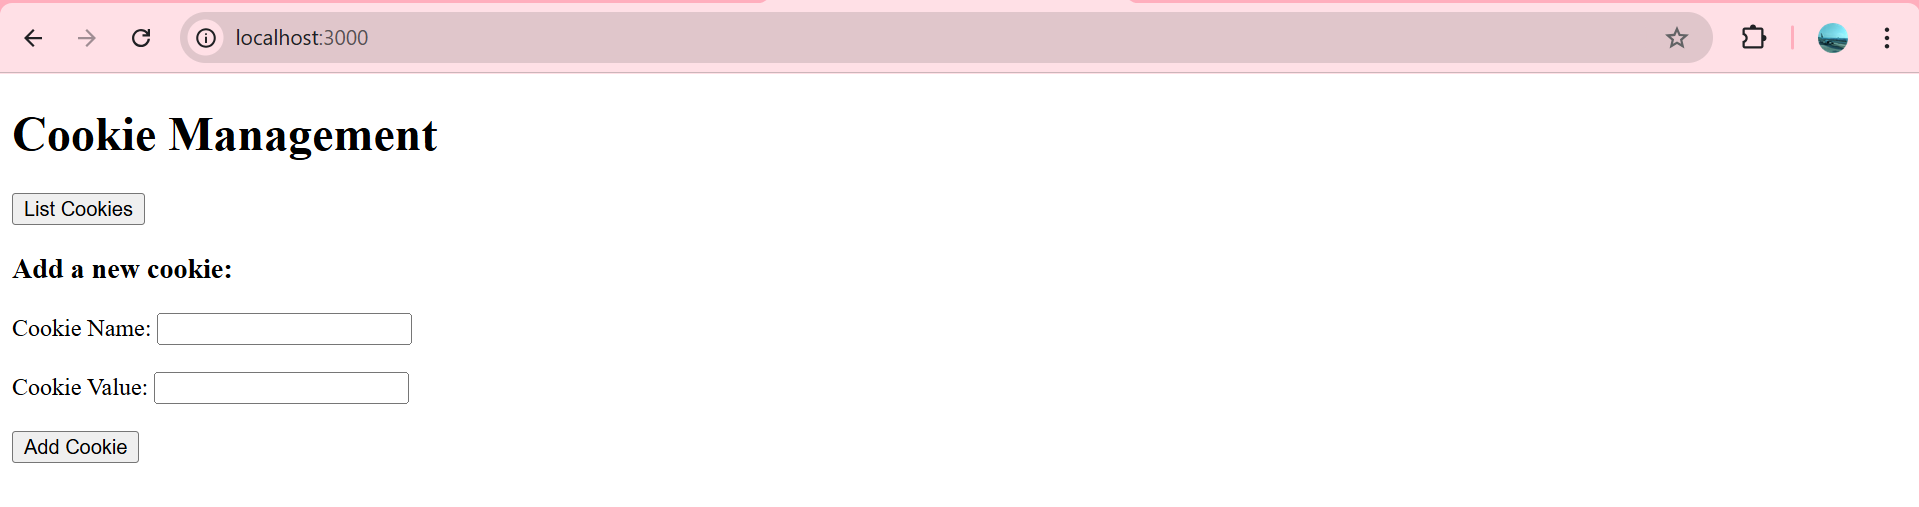 localhost:3000
Cookie Management
List Cookies
Add a new cookie:
Cookie Name:
Cookie Value:
Add Cookie